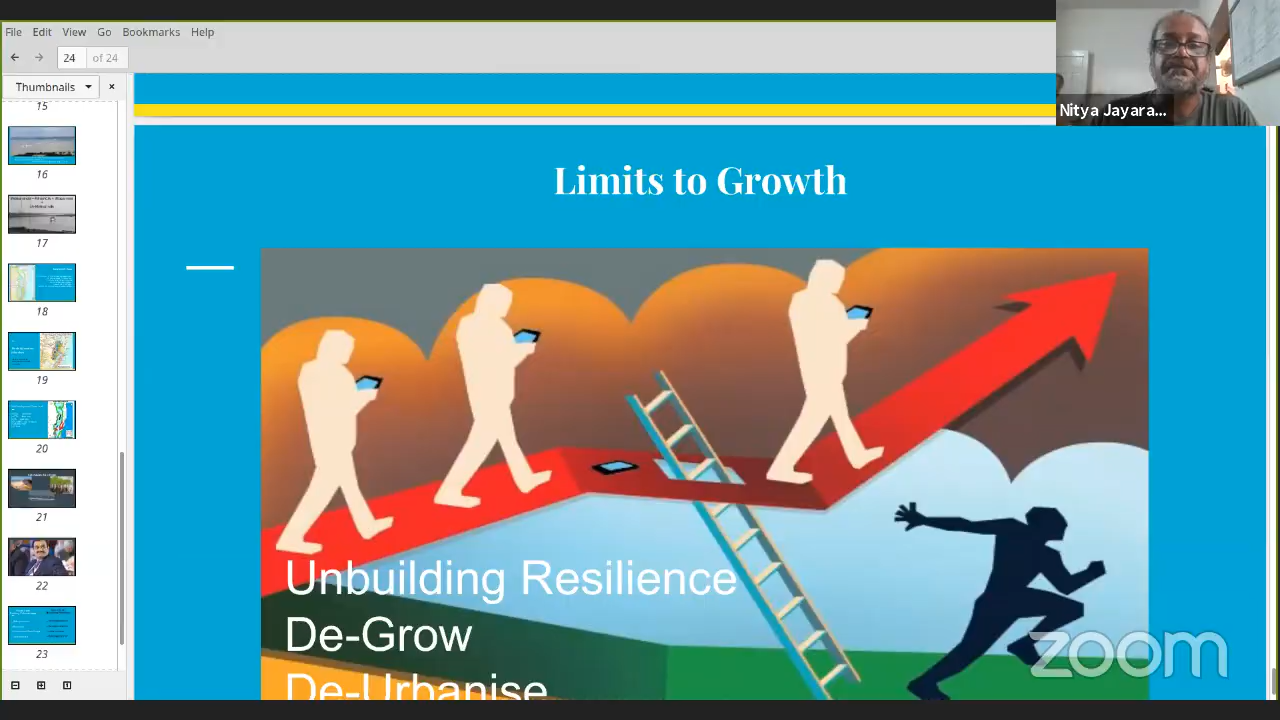 File Edit View Go Bookmarks Help
24 of 24
Thumbnails
15
16
17
18
19
20
21
22
23
Nitya Jayara...
Limits to Growth
Unbuilding Resilience
De-Grow
De-Urbanise
zoom